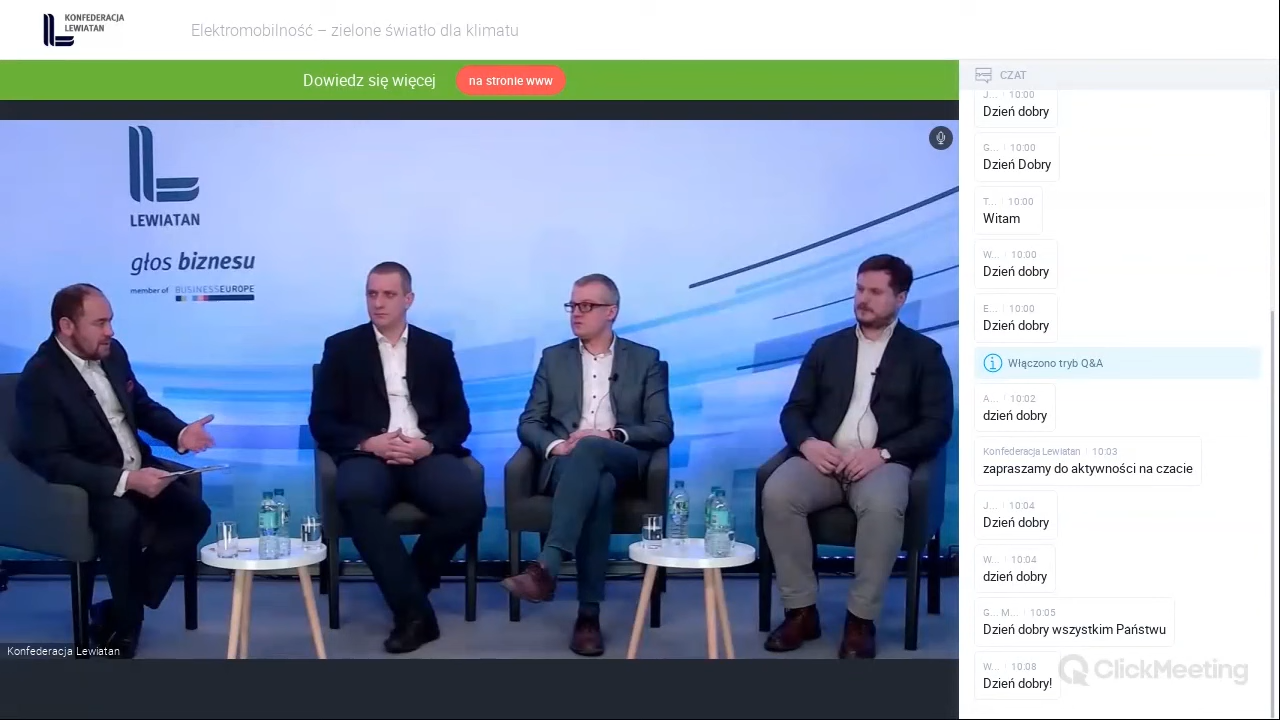 KONFEDERACJA
LEWIATAN
Elektromobilność – zielone światło dla klimatu
Dowiedz się więcej
na stronie www
LEWIATAN
głos biznesu
member of BUSINESSEUROPE
Konfederacja Lewiatan
CZAT
J... 10:00
Dzień dobry
G... 10:00
Dzień Dobry
T... 10:00
Witam
W... 10:00
Dzień dobry
E... 10:00
Dzień dobry
Włączono tryb Q&A
A... 10:02
dzień dobry
Konfederacja Lewiatan 10:03
zapraszamy do aktywności na czacie
J... 10:04
Dzień dobry
W... 10:04
dzień dobry
G... M... 10:05
Dzień dobry wszystkim Państwu
W... 10:08
Dzień dobry!
ClickMeeting